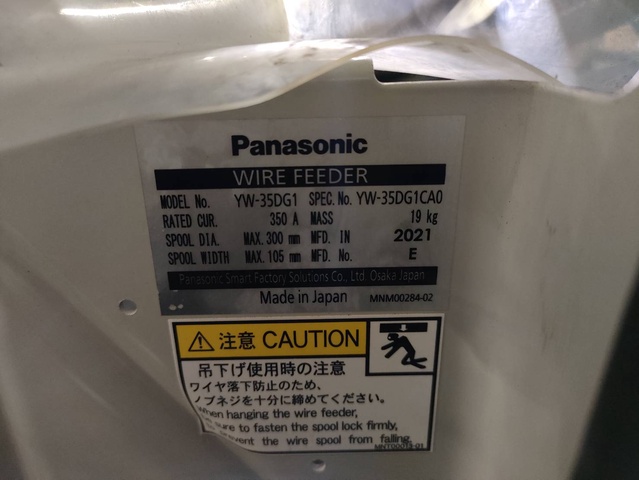 Panasonic
WIRE FEEDER
MODEL No. YW-35DG1 SPEC.No. YW-35DG1CA0
RATED CUR. 350 A MASS 19 kg
SPOOL DIA. MAX.300 mm MFD. IN 2021
SPOOL WIDTH MAX.105 mm MFD. No. E
Panasonic Smart Factory Solutions Co., Ltd. Osaka Japan
Made in Japan MNM00284-02
注意 CAUTION
吊下げ使用時の注意
ワイヤ落下防止のため、
ノブネジを十分に締めてください。
When hanging the wire feeder,
sure to fasten the spool lock firmly,
the wire spool from falling.